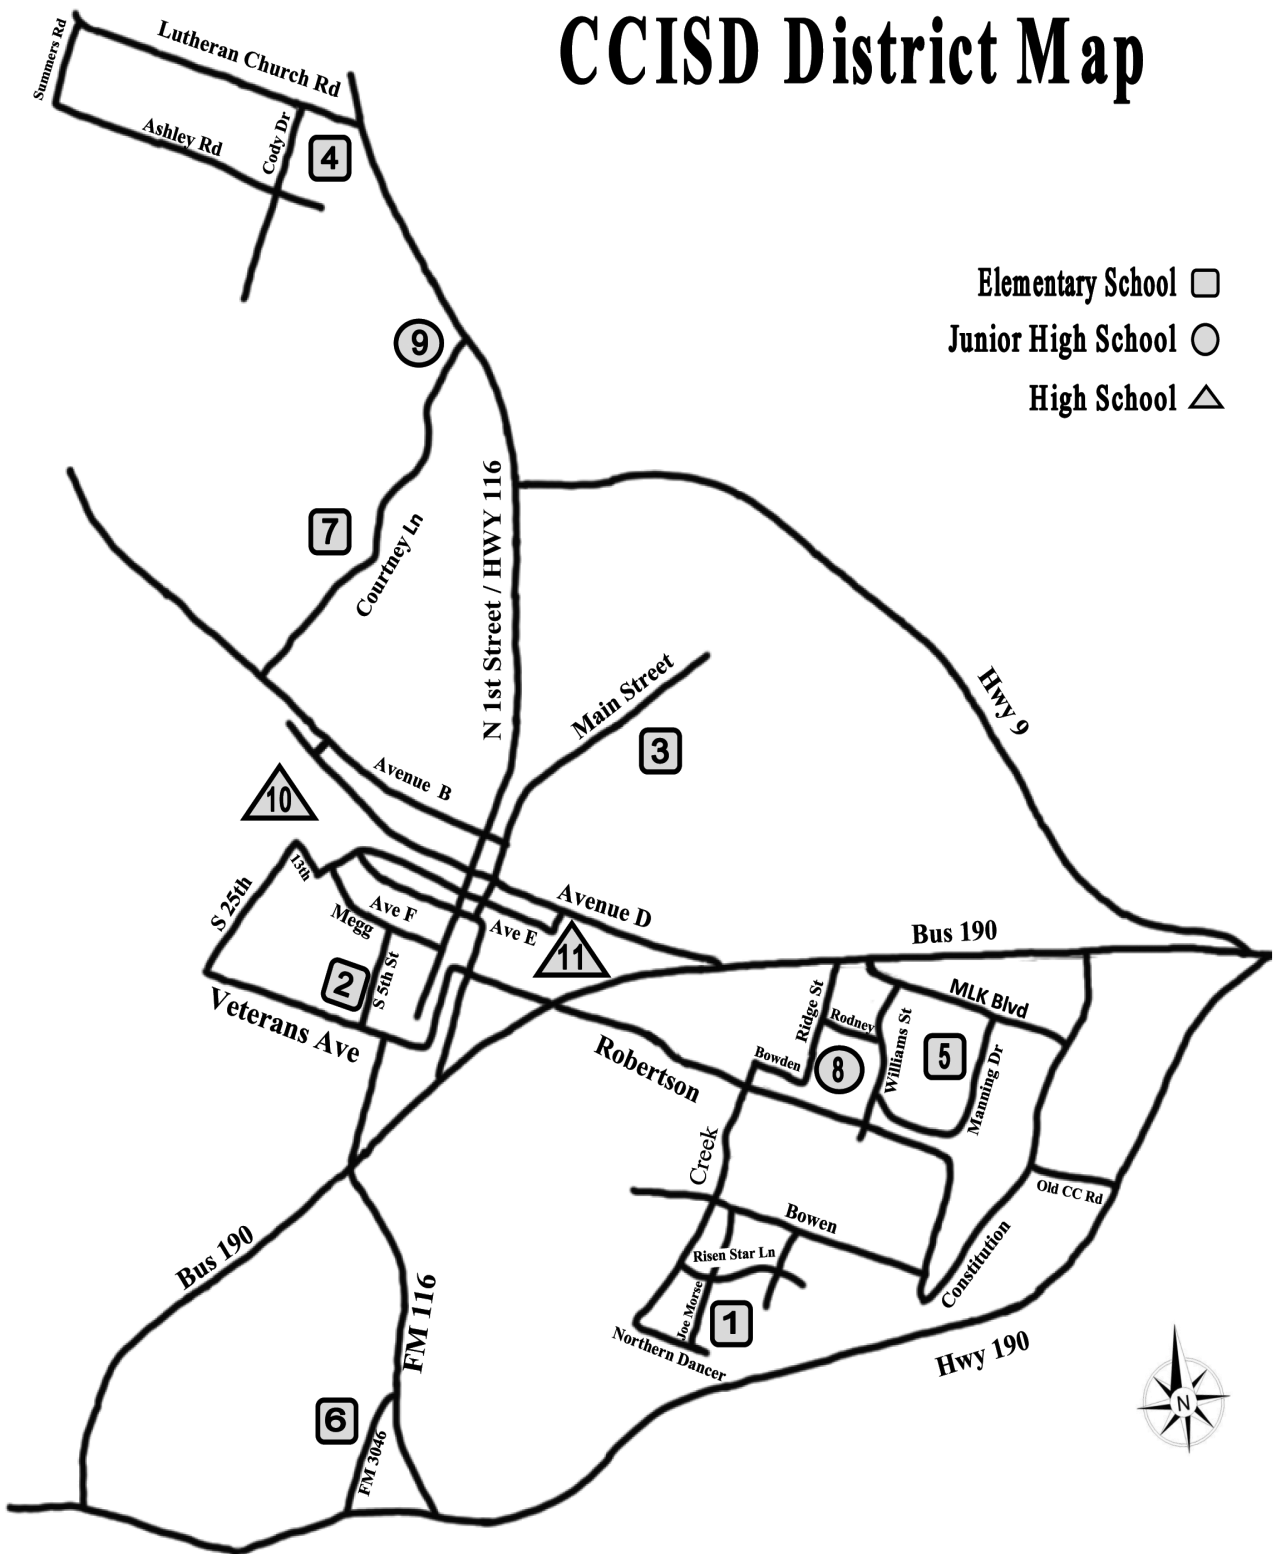 CCISD District Map
Summers Rd
Lutheran Church Rd
Ashley Rd
Cody Dr
4
Elementary School
Junior High School
High School
9
7
Courtney Ln
N 1st Street / HWY 116
Main Street
3
Hwy 9
Avenue B
10
13th
S 25th
Ave F
Megg
Avenue D
Ave E
11
Bus 190
2
S 5th St
Veterans Ave
Robertson
Ridge St
Rodney
Bowden
8
Williams St
MLK Blvd
5
Manning Dr
Creek
Old CC Rd
Bowen
Constitution
Risen Star Ln
Joe Morse
1
Northern Dancer
Hwy 190
Bus 190
FM 116
6
FM 3046
N